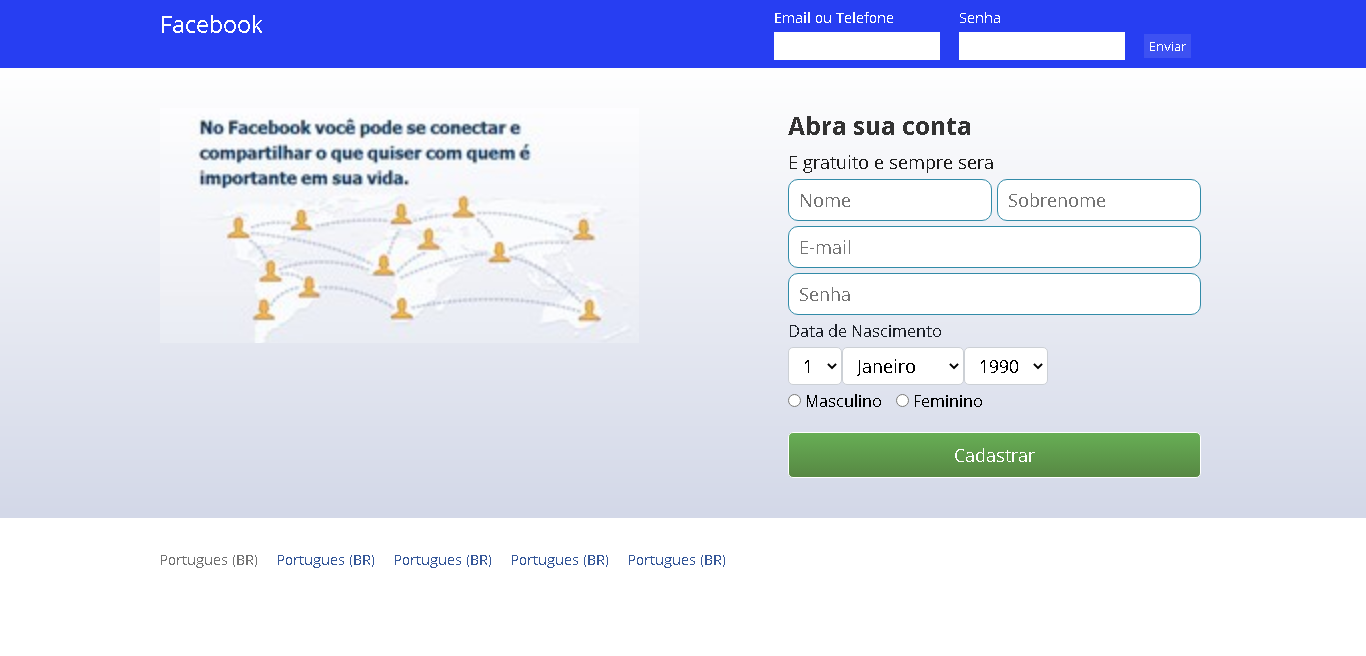 Facebook
Email ou Telefone
Senha
Enviar
No Facebook você pode se conectar e
compartilhar o que quiser com quem é
importante em sua vida.
Abra sua conta
E gratuito e sempre sera
Nome
Sobrenome
E-mail
Senha
Data de Nascimento
1 Janeiro 1990
Masculino Feminino
Cadastrar
Portugues (BR) Portugues (BR) Portugues (BR) Portugues (BR) Portugues (BR)